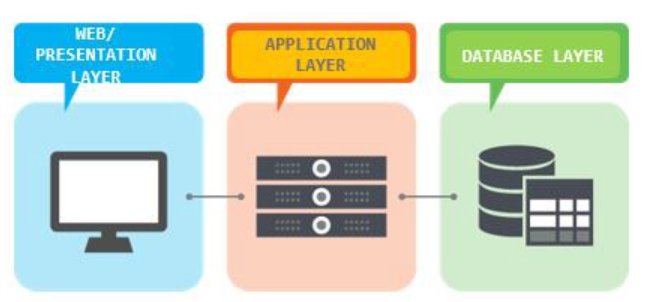 WEB/
PRESENTATION
LAYER
APPLICATION
LAYER
DATABASE LAYER